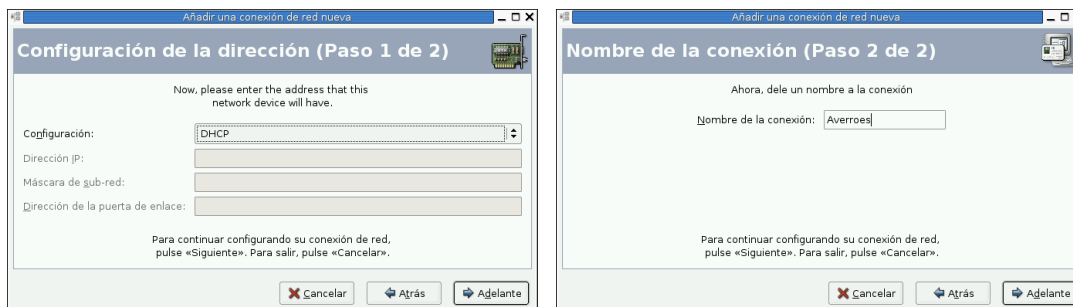 Añadir una conexión de red nueva
Configuración de la dirección (Paso 1 de 2)
Now, please enter the address that this
network device will have.
Configuración:
DHCP
Dirección IP:
Máscara de sub-red:
Dirección de la puerta de enlace:
Para continuar configurando su conexión de red,
pulse «Siguiente». Para salir, pulse «Cancelar».
Cancelar
Atrás
Adelante
Añadir una conexión de red nueva
Nombre de la conexión (Paso 2 de 2)
Ahora, dele un nombre a la conexión
Nombre de la conexión:
Averroes
Para continuar configurando su conexión de red,
pulse «Siguiente». Para salir, pulse «Cancelar».
Cancelar
Atrás
Adelante